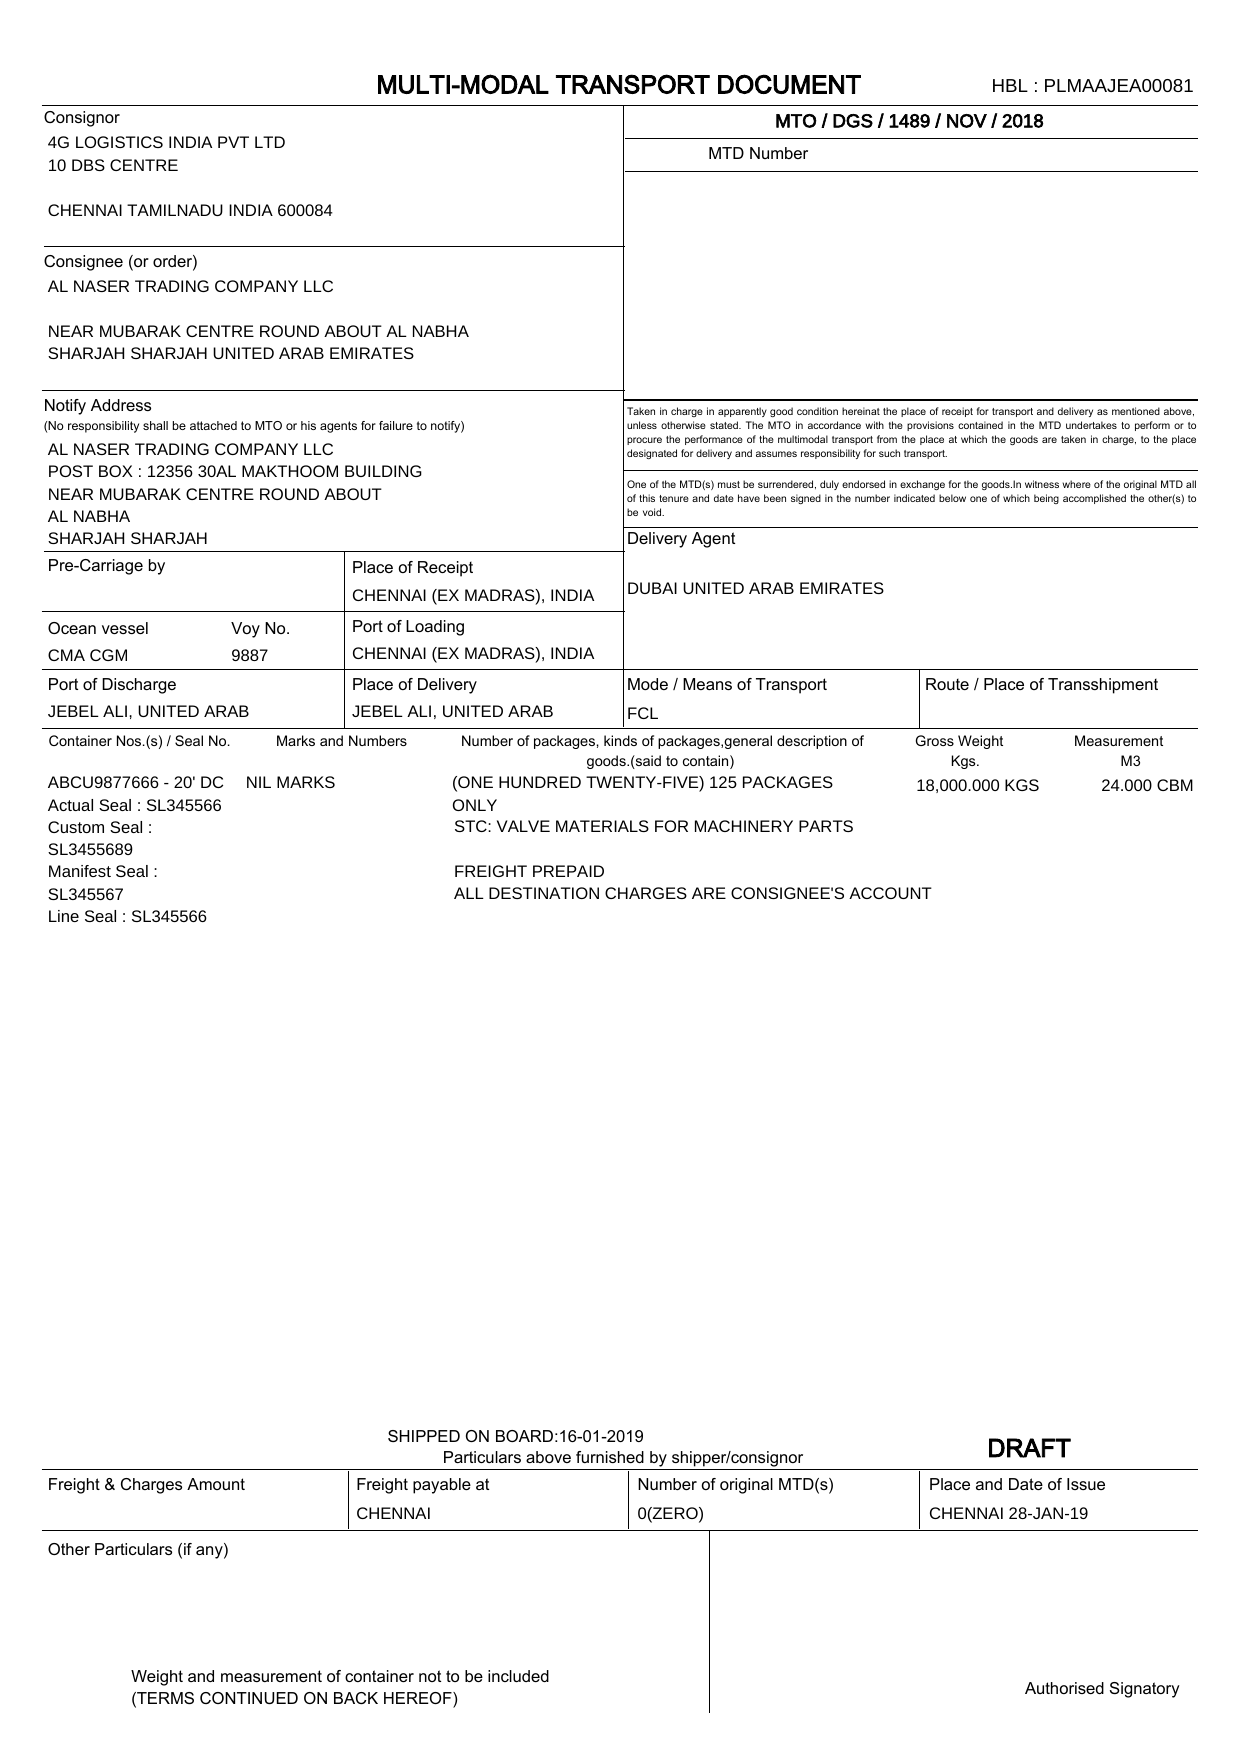 MULTI-MODAL TRANSPORT DOCUMENT
HBL : PLMAAJEA00081
Consignor
4G LOGISTICS INDIA PVT LTD
10 DBS CENTRE
CHENNAI TAMILNADU INDIA 600084
MTO / DGS / 1489 / NOV / 2018
MTD Number
Consignee (or order)
AL NASER TRADING COMPANY LLC
NEAR MUBARAK CENTRE ROUND ABOUT AL NABHA
SHARJAH SHARJAH UNITED ARAB EMIRATES
Notify Address
(No responsibility shall be attached to MTO or his agents for failure to notify)
AL NASER TRADING COMPANY LLC
POST BOX : 12356 30AL MAKTHOOM BUILDING
NEAR MUBARAK CENTRE ROUND ABOUT
AL NABHA
SHARJAH SHARJAH
Taken in charge in apparently good condition hereinat the place of receipt for transport and delivery as mentioned above,
unless otherwise stated. The MTO in accordance with the provisions contained in the MTD undertakes to perform or to
procure the performance of the multimodal transport from the place at which the goods are taken in charge, to the place
designated for delivery and assumes responsibility for such transport.
One of the MTD(s) must be surrendered, duly endorsed in exchange for the goods.In witness where of the original MTD all
of this tenure and date have been signed in the number indicated below one of which being accomplished the other(s) to
be void.
Delivery Agent
DUBAI UNITED ARAB EMIRATES
Pre-Carriage by
Place of Receipt
CHENNAI (EX MADRAS), INDIA
Ocean vessel Voy No.
CMA CGM 9887
Port of Loading
CHENNAI (EX MADRAS), INDIA
Port of Discharge
JEBEL ALI, UNITED ARAB
Place of Delivery
JEBEL ALI, UNITED ARAB
Mode / Means of Transport
FCL
Route / Place of Transshipment
Container Nos.(s) / Seal No.
Marks and Numbers
Number of packages, kinds of packages,general description of
goods.(said to contain)
Gross Weight
Kgs.
Measurement
M3
ABCU9877666 - 20' DC
Actual Seal : SL345566
Custom Seal :
SL3455689
Manifest Seal :
SL345567
Line Seal : SL345566
NIL MARKS
(ONE HUNDRED TWENTY-FIVE) 125 PACKAGES
ONLY
STC: VALVE MATERIALS FOR MACHINERY PARTS
FREIGHT PREPAID
ALL DESTINATION CHARGES ARE CONSIGNEE'S ACCOUNT
18,000.000 KGS
24.000 CBM
SHIPPED ON BOARD:16-01-2019
Particulars above furnished by shipper/consignor
DRAFT
Freight & Charges Amount
Freight payable at
CHENNAI
Number of original MTD(s)
0(ZERO)
Place and Date of Issue
CHENNAI 28-JAN-19
Other Particulars (if any)
Weight and measurement of container not to be included
(TERMS CONTINUED ON BACK HEREOF)
Authorised Signatory